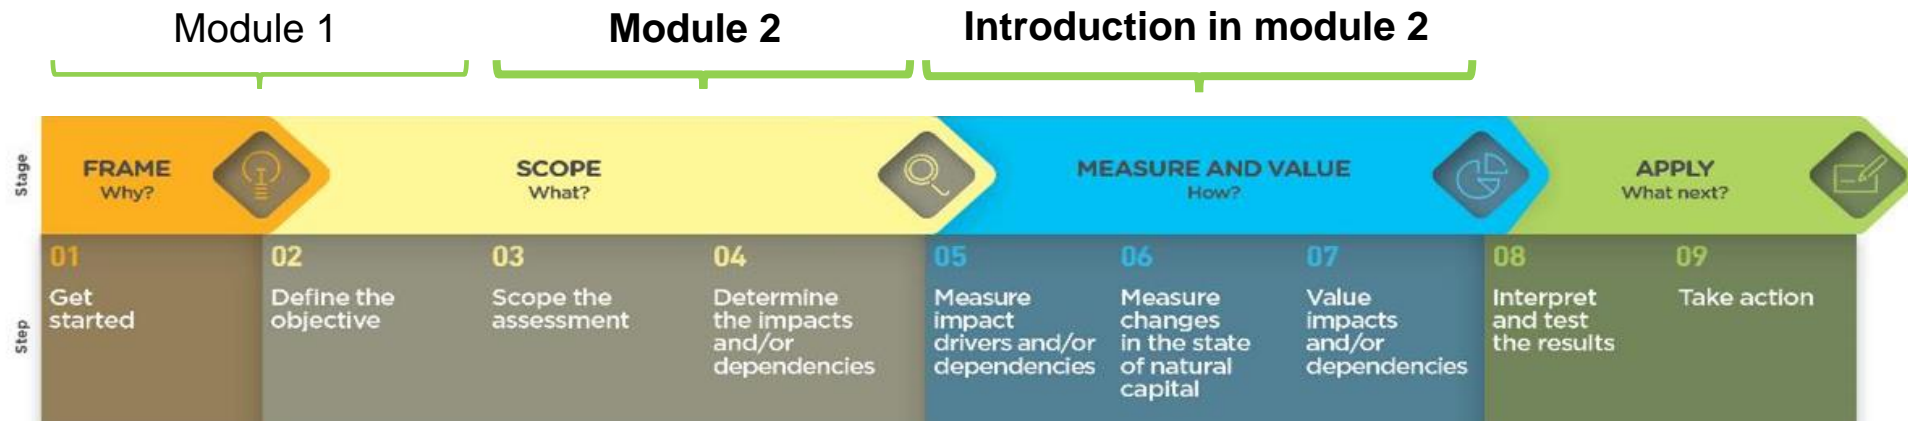 Module 1
Module 2
Introduction in module 2
Stage
FRAME
Why?
SCOPE
What?
MEASURE AND VALUE
How?
APPLY
What next?
Step
01
Get
started
02
Define the
objective
03
Scope the
assessment
04
Determine
the impacts
and/or
dependencies
05
Measure
impact
drivers and/or
dependencies
06
Measure
changes
in the state
of natural
capital
07
Value
impacts
and/or
dependencies
08
Interpret
and test
the results
09
Take action